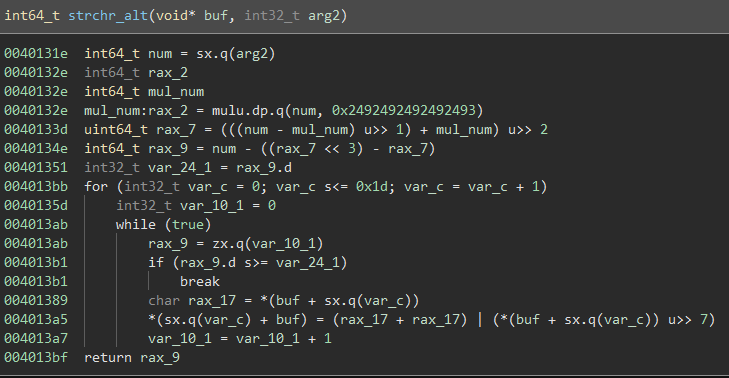 int64_t strchr_alt(void* buf, int32_t arg2)
0040131e int64_t num = sx.q(arg2)
0040132e int64_t rax_2
0040132e int64_t mul_num
0040132e mul_num:rax_2 = mulu.dp.q(num, 0x2492492492492493)
0040133d uint64_t rax_7 = (((num - mul_num) u>> 1) + mul_num) u>> 2
0040134e int64_t rax_9 = num - ((rax_7 << 3) - rax_7)
00401351 int32_t var_24_1 = rax_9.d
004013bb for (int32_t var_c = 0; var_c s<= 0x1d; var_c = var_c + 1)
0040135d int32_t var_10_1 = 0
004013ab while (true)
004013ab rax_9 = zx.q(var_10_1)
004013b1 if (rax_9.d s>= var_24_1)
004013b1 break
00401389 char rax_17 = *(buf + sx.q(var_c))
004013a5 *(sx.q(var_c) + buf) = (rax_17 + rax_17) | (*(buf + sx.q(var_c)) u>> 7)
004013a7 var_10_1 = var_10_1 + 1
004013bf return rax_9